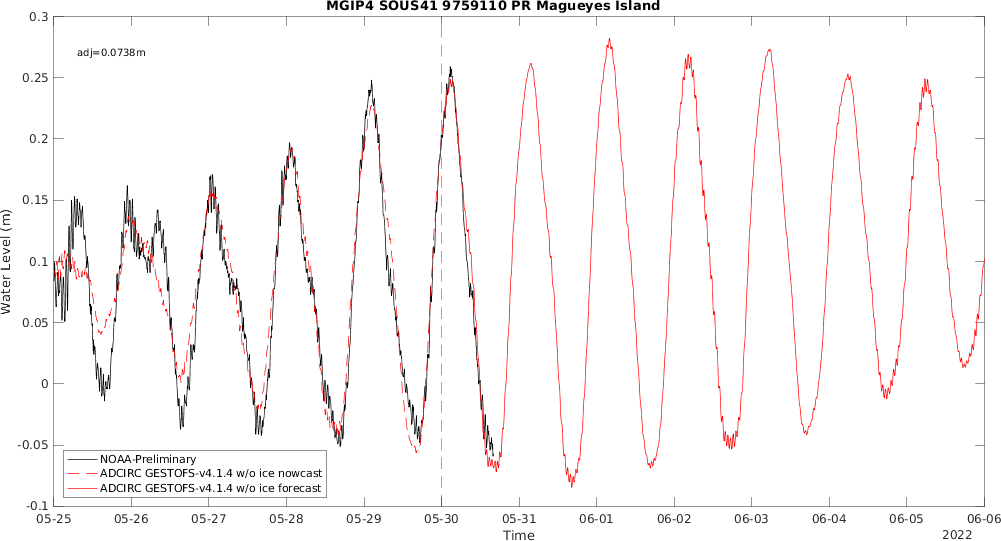 MGIP4 SOUS41 9759110 PR Magueyes Island
0.3
adj=0.0738m
0.25
0.2
0.15
0.1
0.05
0
-0.05
-0.1
Water Level (m)
NOAA-Preliminary
ADCIRC GESTOFS-v4.1.4 w/o ice nowcast
ADCIRC GESTOFS-v4.1.4 w/o ice forecast
05-25 05-26 05-27 05-28 05-29 05-30 05-31 06-01 06-02 06-03 06-04 06-05 06-06
Time
2022